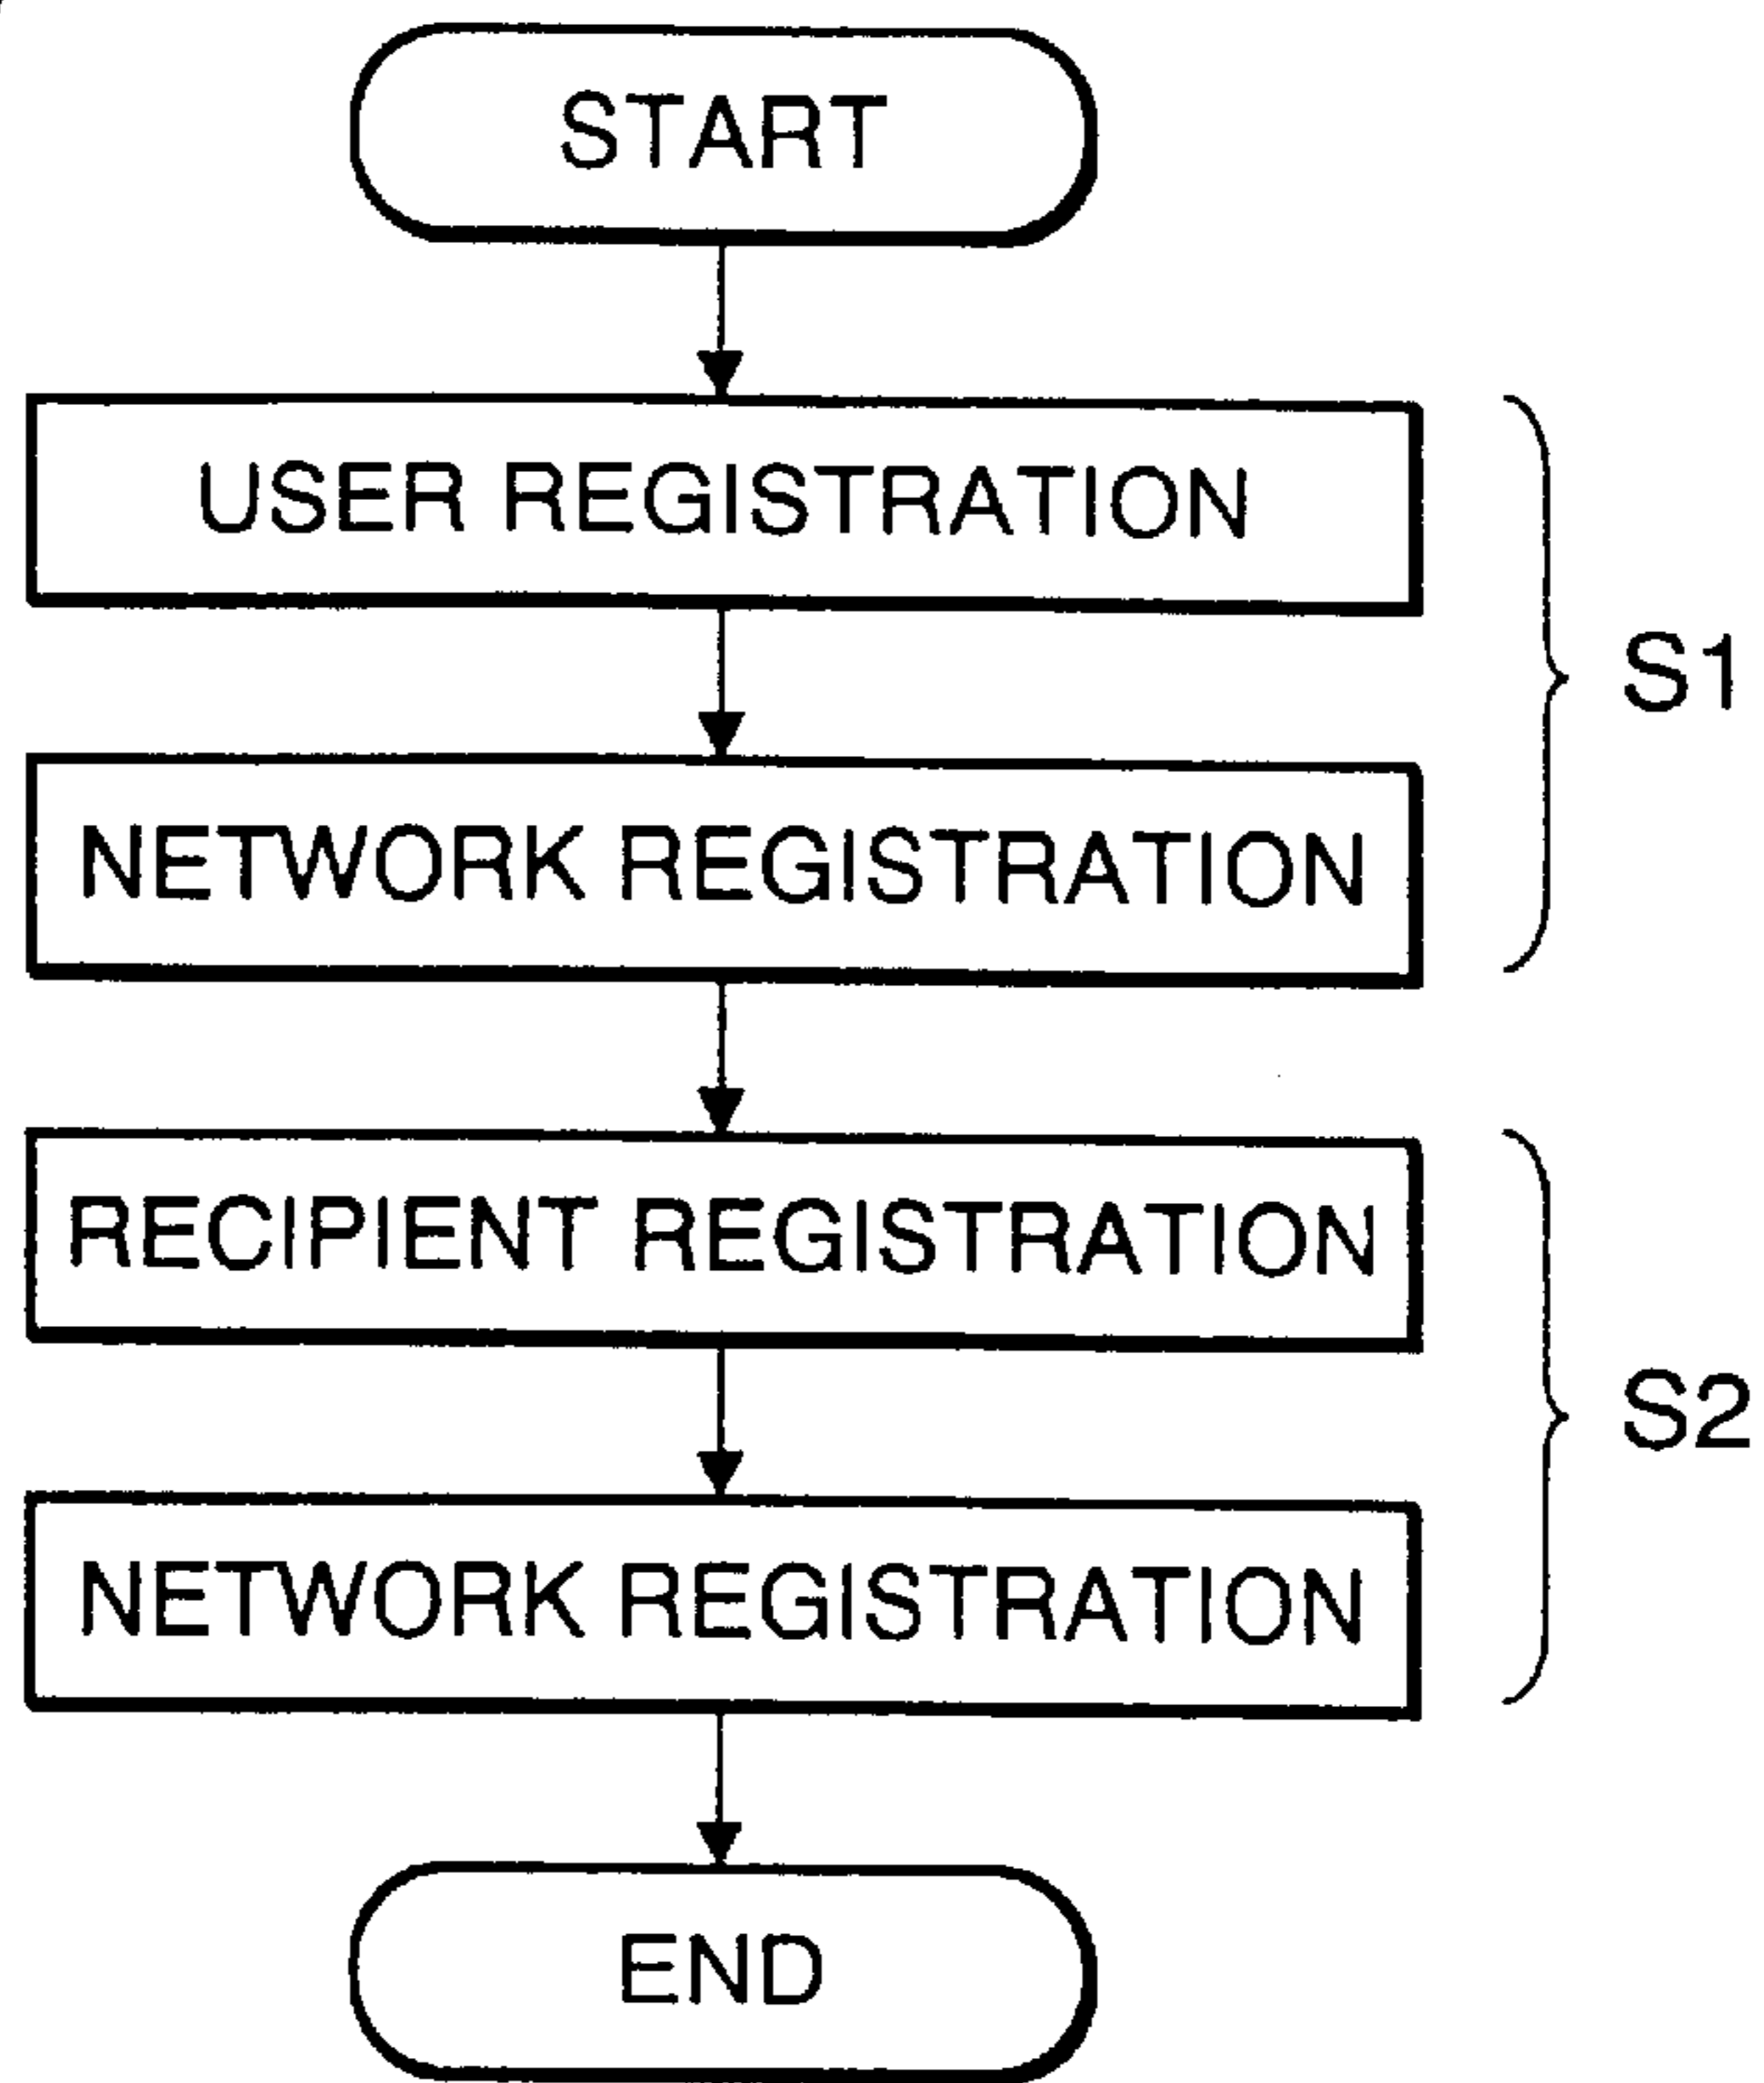 START
USER REGISTRATION
S1
NETWORK REGISTRATION
RECIPIENT REGISTRATION
S2
NETWORK REGISTRATION
END